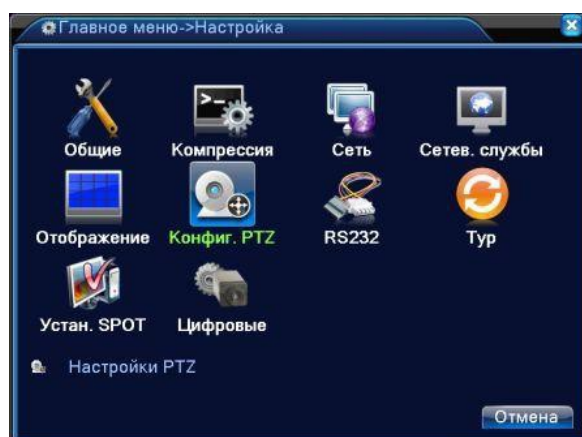 Главное меню->Настройка
Общие Компрессия Сеть Сетев. службы
Отображение Конфиг. PTZ RS232 Тур
Устан. SPOT Цифровые
Настройки PTZ
Отмена